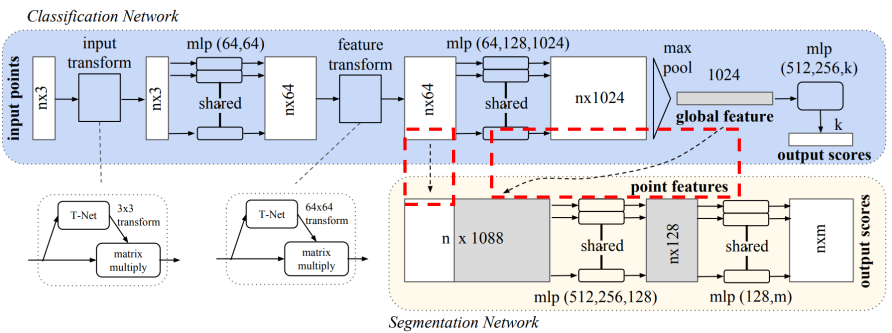 Classification Network
input points
nx3
input
transform
nx3
mlp (64,64)
shared
nx64
feature
transform
nx64
mlp (64,128,1024)
shared
nx1024
max
pool
1024
global feature
mlp
(512,256,k)
k
output scores
T-Net
3x3
transform
matrix
multiply
T-Net
64x64
transform
matrix
multiply
point features
n x 1088
shared
mlp (512,256,128)
nx128
shared
mlp (128,m)
nxm
output scores
Segmentation Network